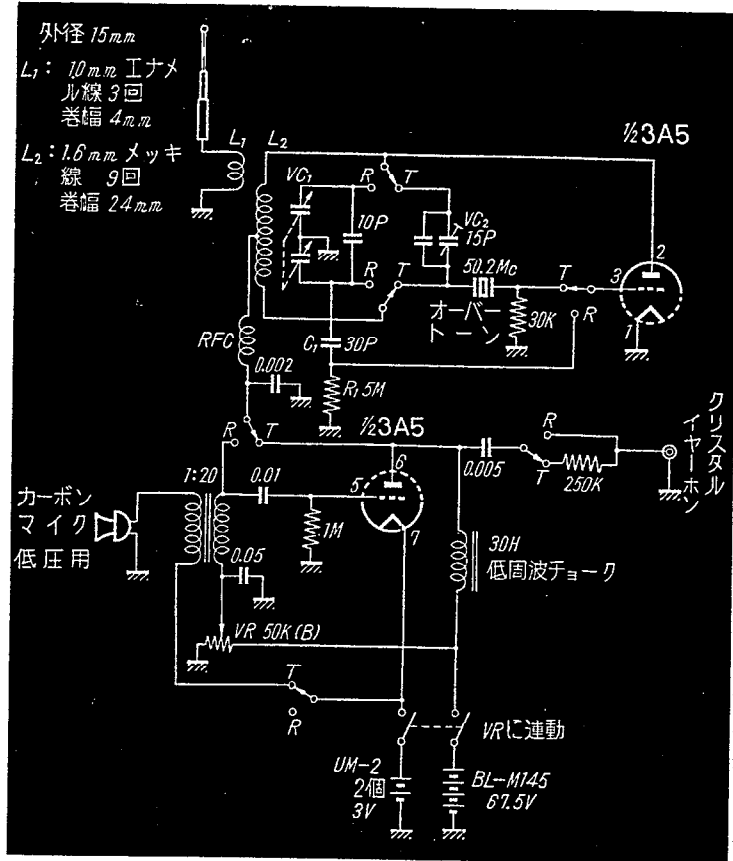 外径 15mm
L₁: 1.0mm エナメ
ル線 3回
巻幅 4mm
L₂: 1.6mm メッキ
線 9回
巻幅 24mm
L₁
L₂
½3A5
VC₁
R
T
10P
VC₂
15P
R
T
50.2Mc
オーバー
トーン
T
R
30K
3
2
1
RFC
C₁
30P
0.002
R₁5M
R
T
½3A5
1:20
0.01
5
6
7
1M
0.005
R
T
250K
クリスタル
イヤーホン
カーボン
マイク
低圧用
0.05
30H
低周波チョーク
VR 50K(B)
T
R
VRに連動
UM-2
2個
3V
BL-M145
67.5V